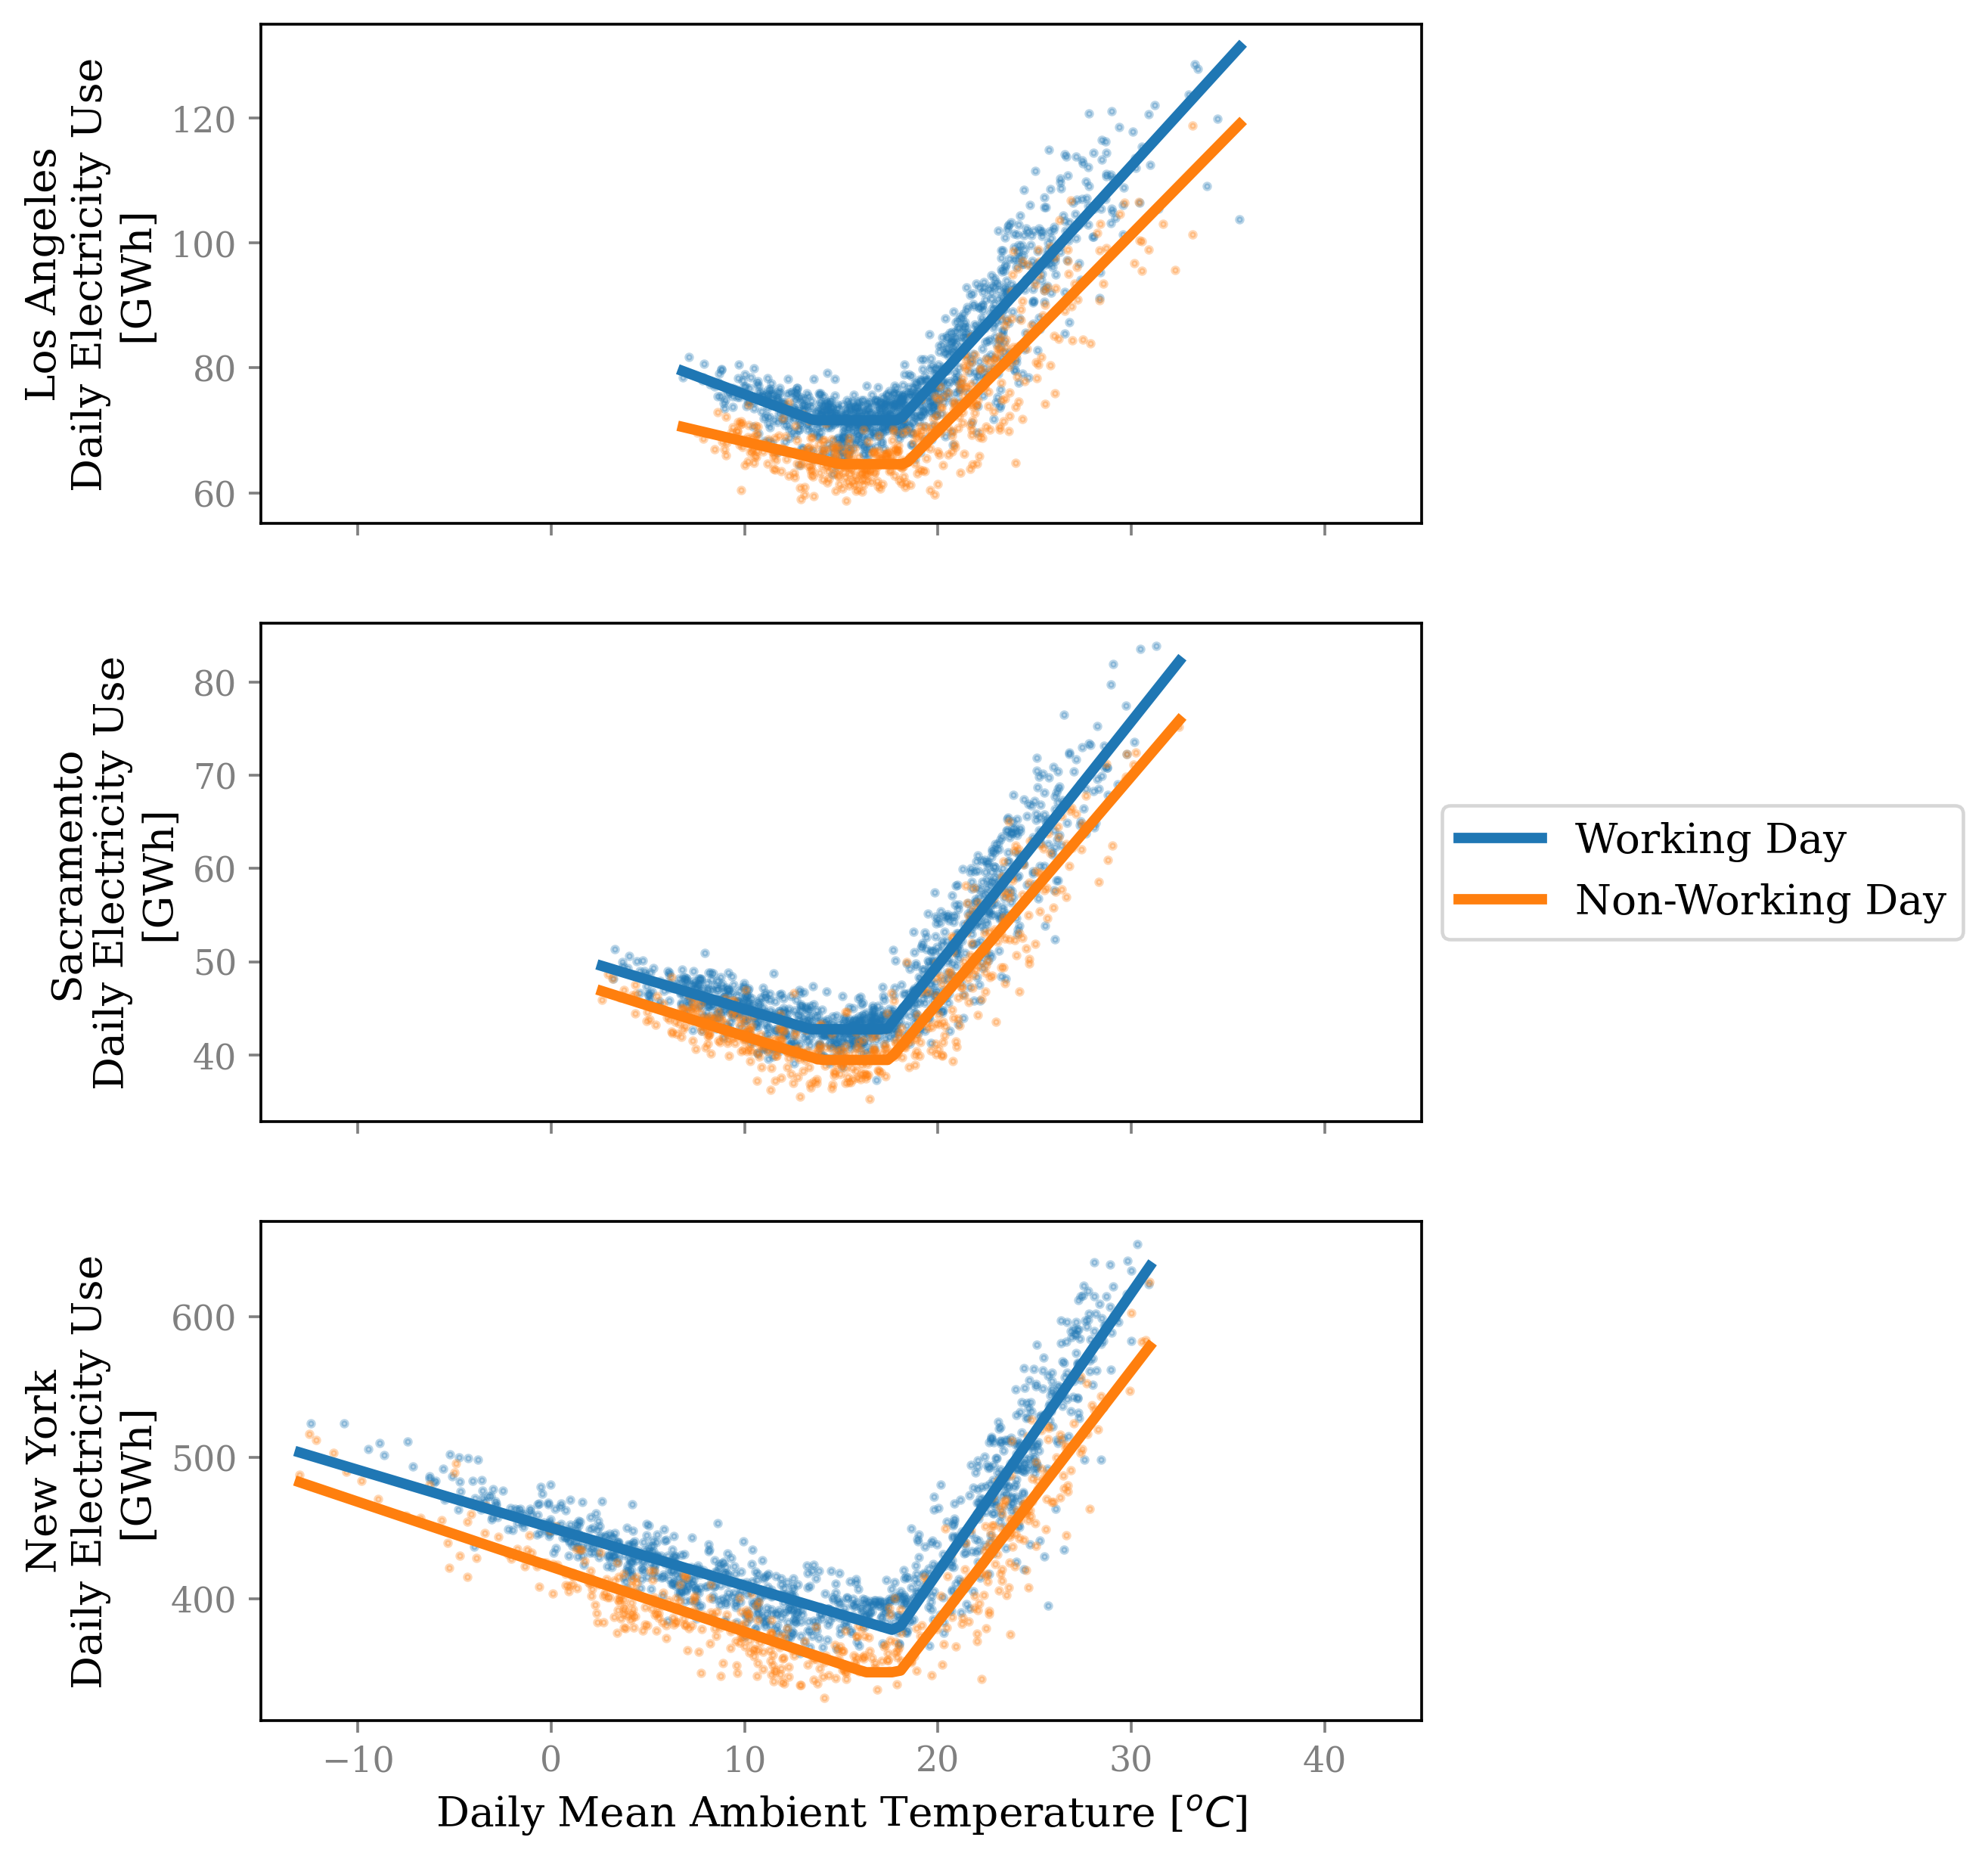 Los Angeles
Daily Electricity Use
[GWh]
120
100
80
60
Sacramento
Daily Electricity Use
[GWh]
80
70
60
50
40
Working Day
Non-Working Day
New York
Daily Electricity Use
[GWh]
600
500
400
−10 0 10 20 30 40
Daily Mean Ambient Temperature [°C]